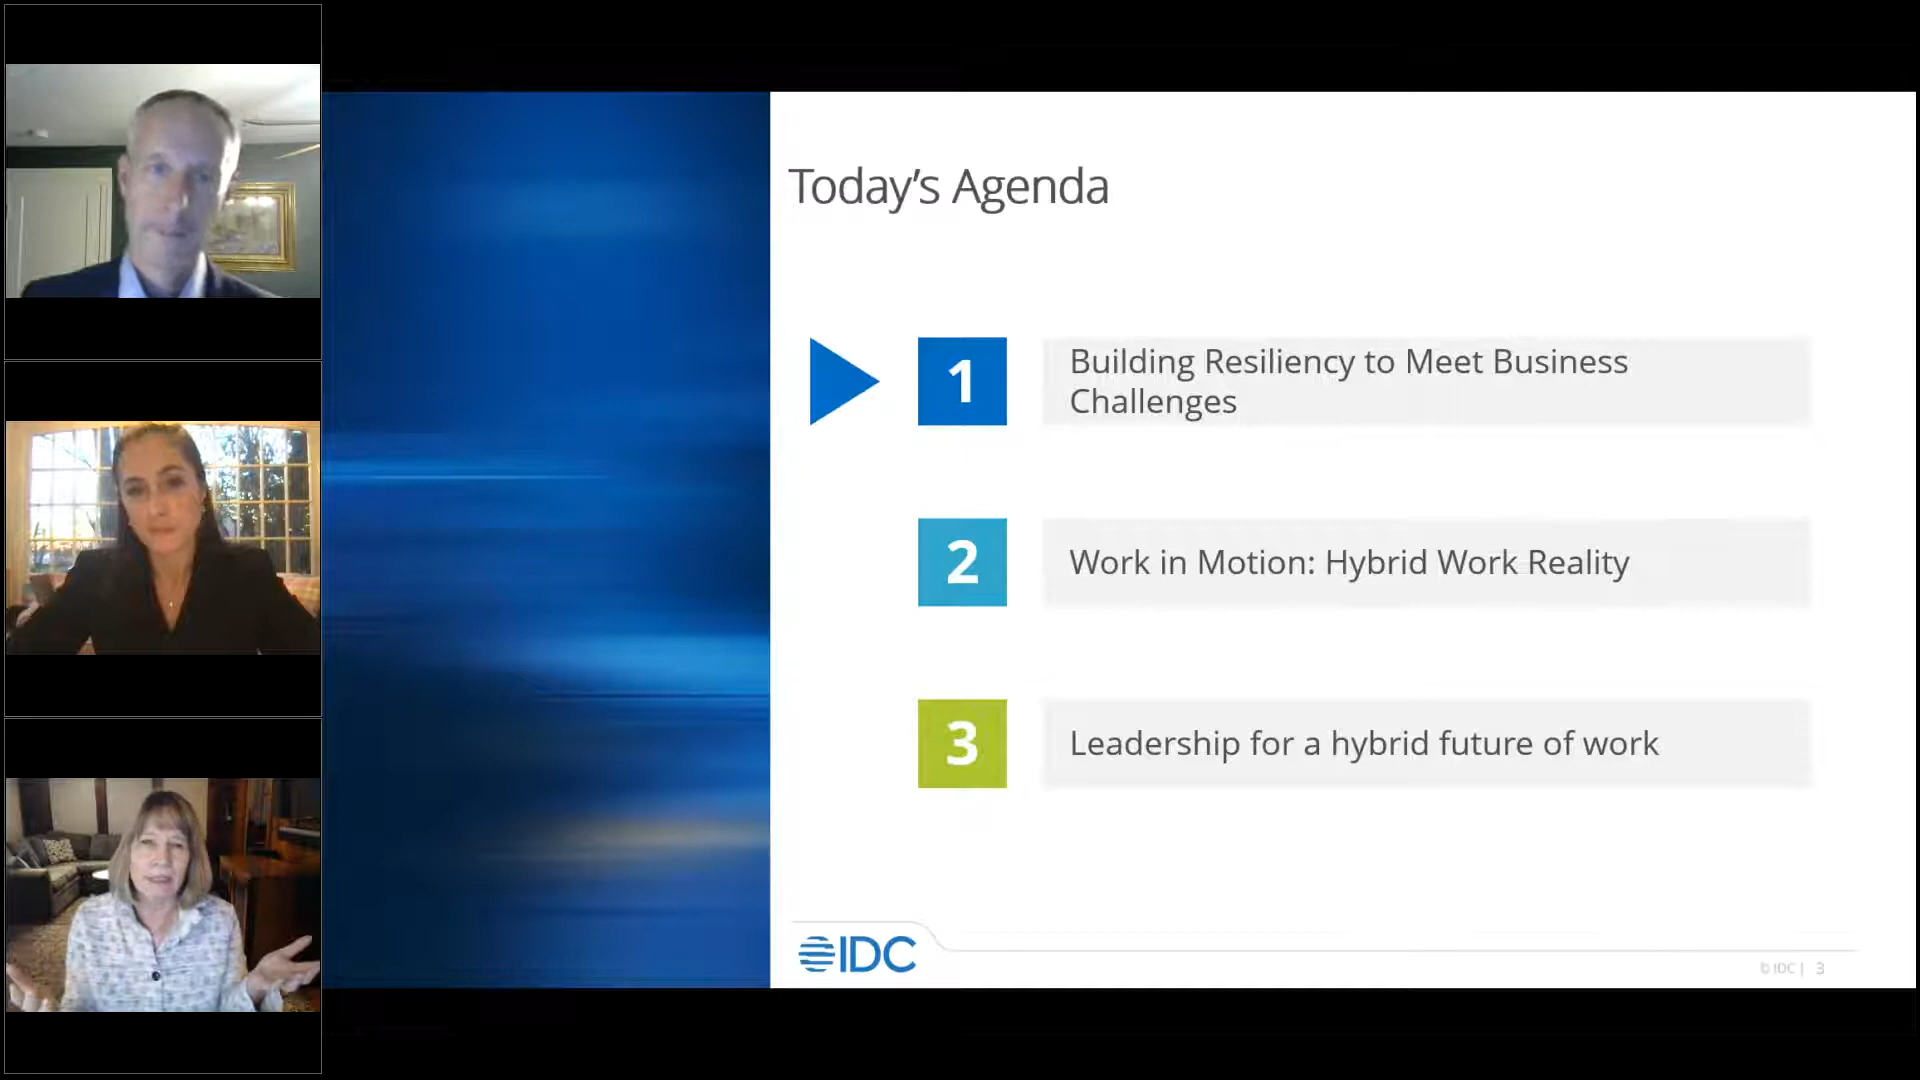 Today's Agenda
1
Building Resiliency to Meet Business
Challenges
2
Work in Motion: Hybrid Work Reality
3
Leadership for a hybrid future of work
IDC
© IDC | 3